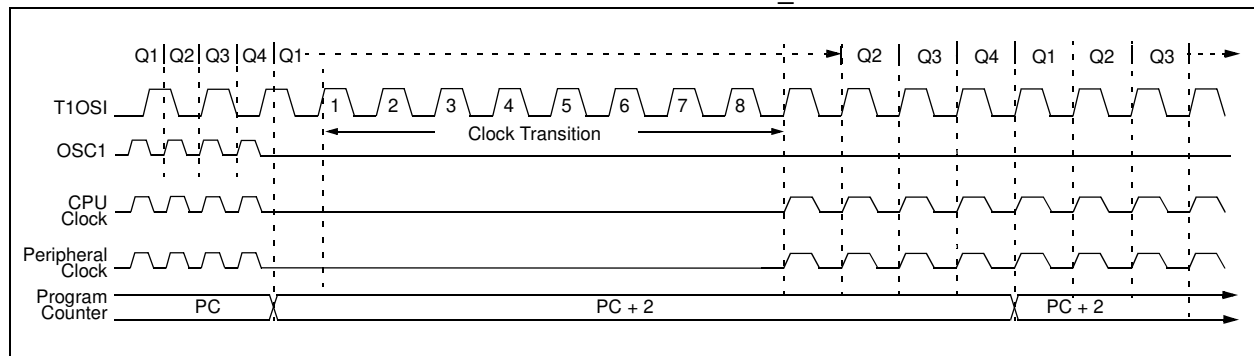 Q1 Q2 Q3 Q4 Q1 Q2 Q3 Q4 Q1 Q2 Q3
T1OSI 1 2 3 4 5 6 7 8
Clock Transition
OSC1
CPU
Clock
Peripheral
Clock
Program
Counter
PC PC + 2 PC + 2